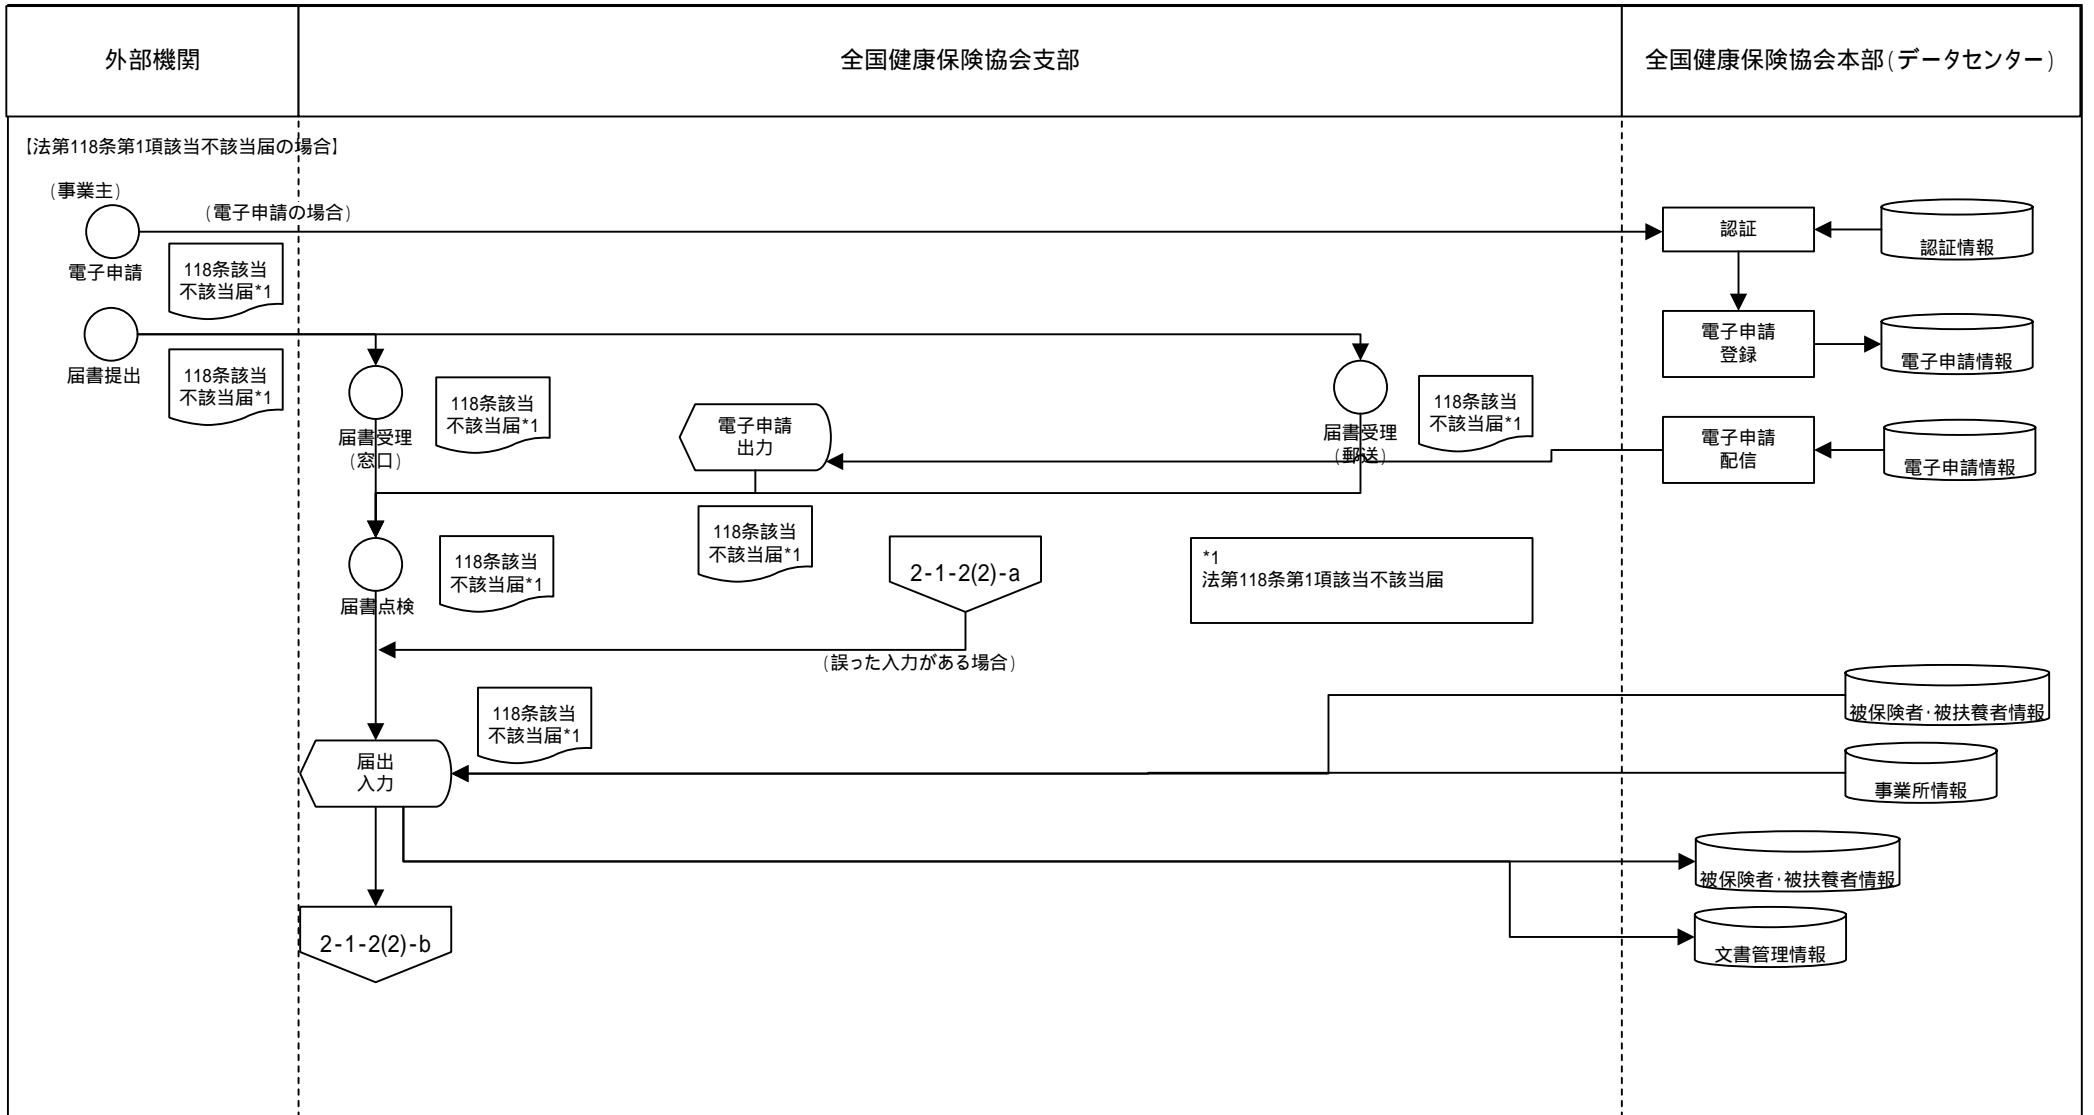 外部機関
全国健康保険協会支部
全国健康保険協会本部(データセンター)
【法第118条第1項該当不該当届の場合】
(事業主)
(電子申請の場合)
電子申請
118条該当
不該当届*1
認証
認証情報
届書提出
118条該当
不該当届*1
電子申請
登録
電子申請情報
届書受理
(窓口)
118条該当
不該当届*1
電子申請
出力
届書受理
(郵送)
118条該当
不該当届*1
電子申請
配信
電子申請情報
118条該当
不該当届*1
届書点検
118条該当
不該当届*1
2-1-2(2)-a
*1
法第118条第1項該当不該当届
(誤った入力がある場合)
118条該当
不該当届*1
被保険者・被扶養者情報
届出
入力
事業所情報
被保険者・被扶養者情報
2-1-2(2)-b
文書管理情報